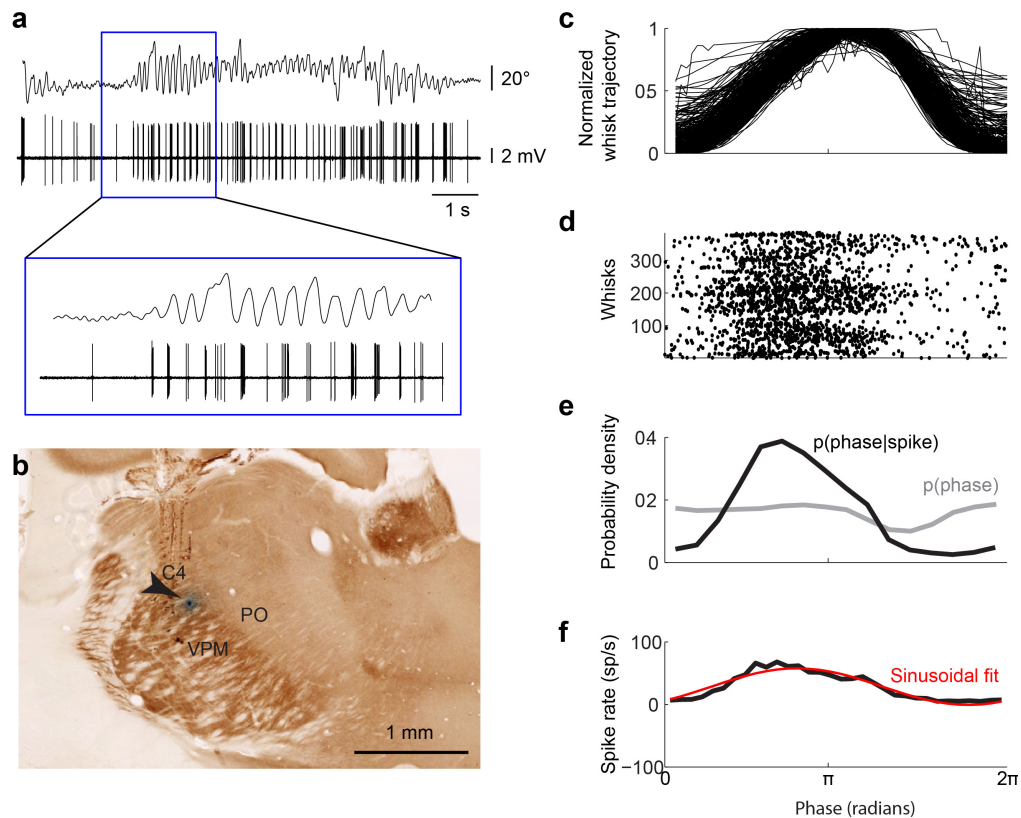 a
20°
2 mV
1 s
b
C4
PO
VPM
1 mm
c
Normalized
whisk trajectory
1
05
0
d
Whisks
300
200
100
e
Probability density
04
02
0
p(phase|spike)
p(phase)
f
Spike rate (sp/s)
100
0
−100
Sinusoidal fit
0
π
2π
Phase (radians)